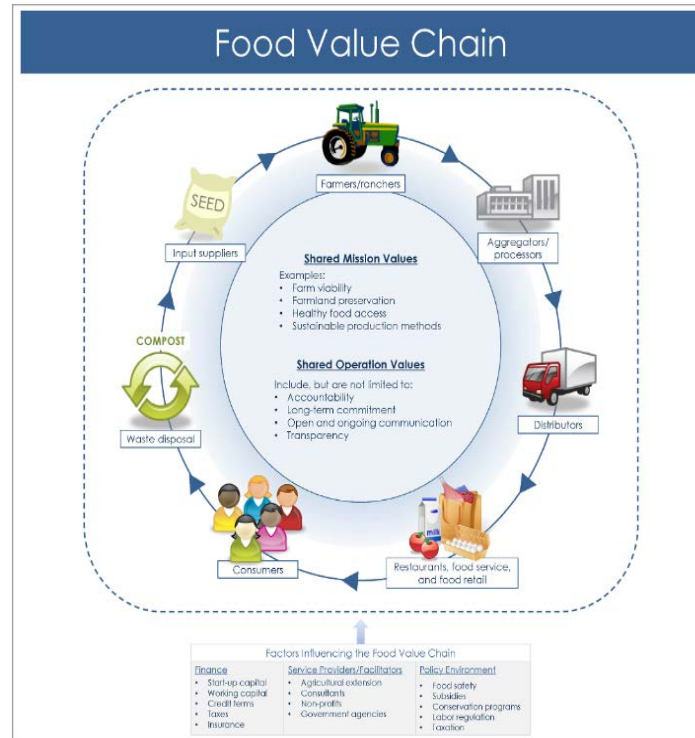 Food Value Chain
Farmers/ranchers
SEED
Input suppliers
Aggregators/
processors
Shared Mission Values
Examples:
• Farm viability
• Farmland preservation
• Healthy food access
• Sustainable production methods
COMPOST
Waste disposal
Shared Operation Values
Include, but are not limited to:
• Accountability
• Long-term commitment
• Open and ongoing communication
• Transparency
Distributors
milk
Consumers
Restaurants, food service,
and food retail
Factors Influencing the Food Value Chain
Finance
• Start-up capital
• Working capital
• Credit terms
• Taxes
• Insurance
Service Providers/Facilitators
• Agricultural extension
• Consultants
• Non-profits
• Government agencies
Policy Environment
• Food safety
• Subsidies
• Conservation programs
• Labor regulation
• Taxation